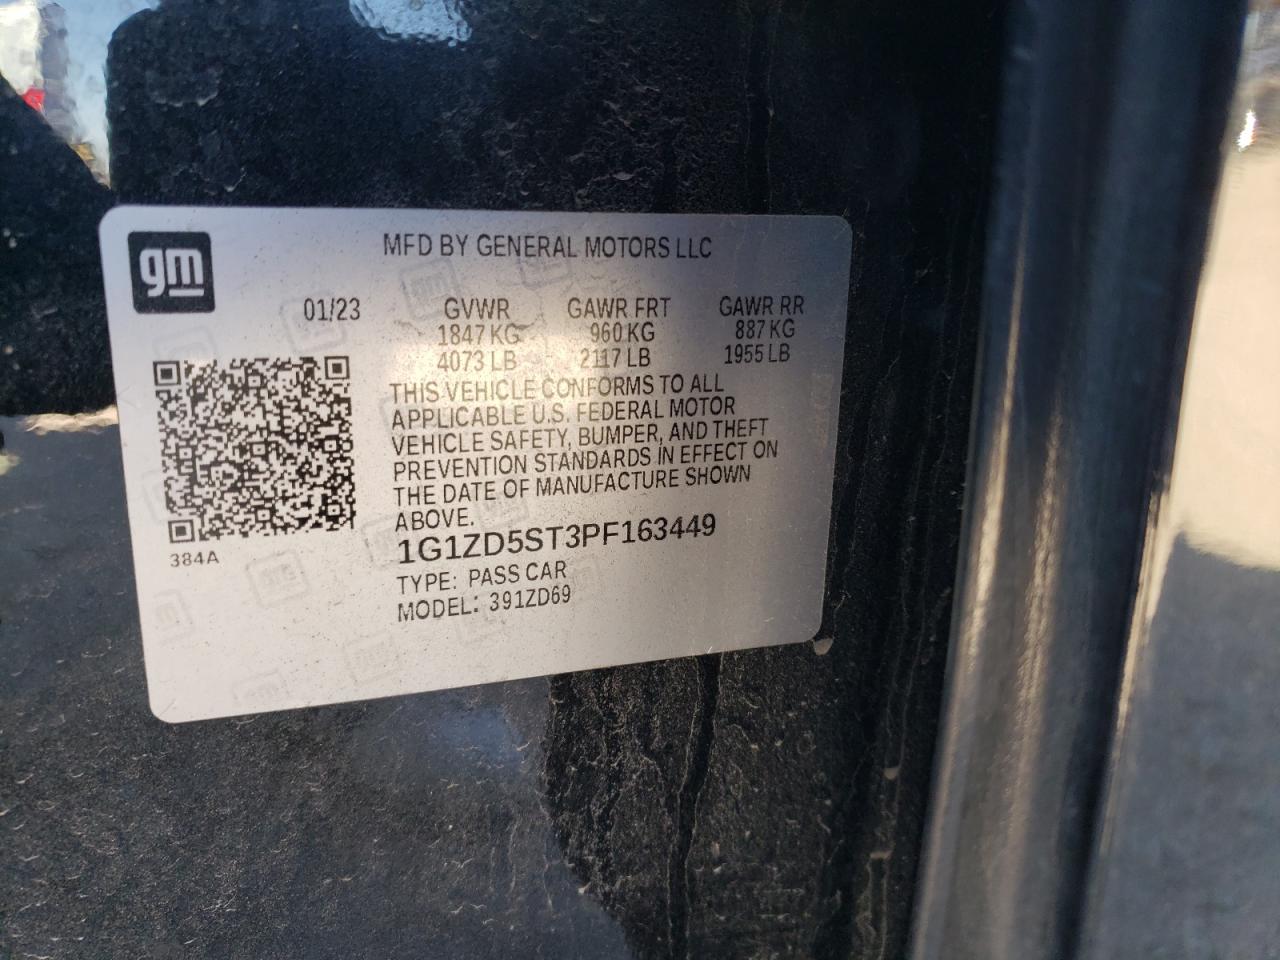 gm
MFD BY GENERAL MOTORS LLC
01/23 GVWR GAWR FRT GAWR RR
1847 KG 960 KG 887 KG
4073 LB 2117 LB 1955 LB
THIS VEHICLE CONFORMS TO ALL
APPLICABLE U.S. FEDERAL MOTOR
VEHICLE SAFETY, BUMPER, AND THEFT
PREVENTION STANDARDS IN EFFECT ON
THE DATE OF MANUFACTURE SHOWN
ABOVE.
384A
1G1ZD5ST3PF163449
TYPE: PASS CAR
MODEL: 391ZD69